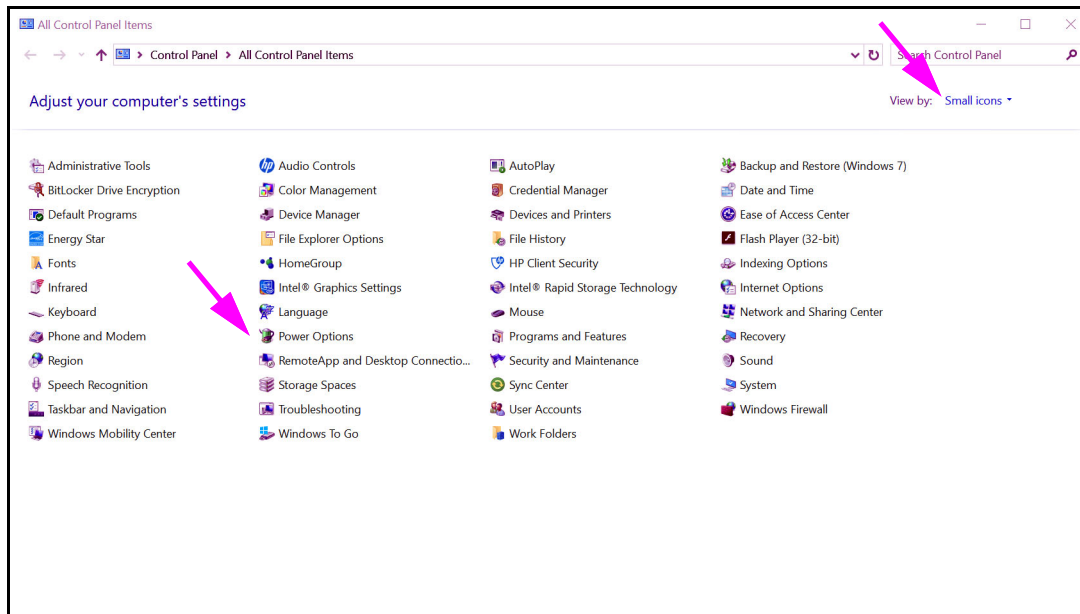 All Control Panel Items
Control Panel > All Control Panel Items
Search Control Panel
Adjust your computer's settings
View by: Small icons
Administrative Tools Audio Controls AutoPlay Backup and Restore (Windows 7)
BitLocker Drive Encryption Color Management Credential Manager Date and Time
Default Programs Device Manager Devices and Printers Ease of Access Center
Energy Star File Explorer Options File History Flash Player (32-bit)
Fonts HomeGroup HP Client Security Indexing Options
Infrared Intel® Graphics Settings Intel® Rapid Storage Technology Internet Options
Keyboard Language Mouse Network and Sharing Center
Phone and Modem Power Options Programs and Features Recovery
Region RemoteApp and Desktop Connectio... Security and Maintenance Sound
Speech Recognition Storage Spaces Sync Center System
Taskbar and Navigation Troubleshooting User Accounts Windows Firewall
Windows Mobility Center Windows To Go Work Folders